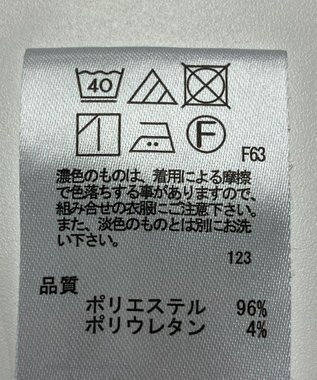 40
F
F63
濃色のものは、着用による摩擦
で色落ちする事がありますので、
組み合せの衣服にご注意下さい。
また、淡色のものとは別にお洗
い下さい。
123
品質
ポリエステル 96%
ポリウレタン 4%